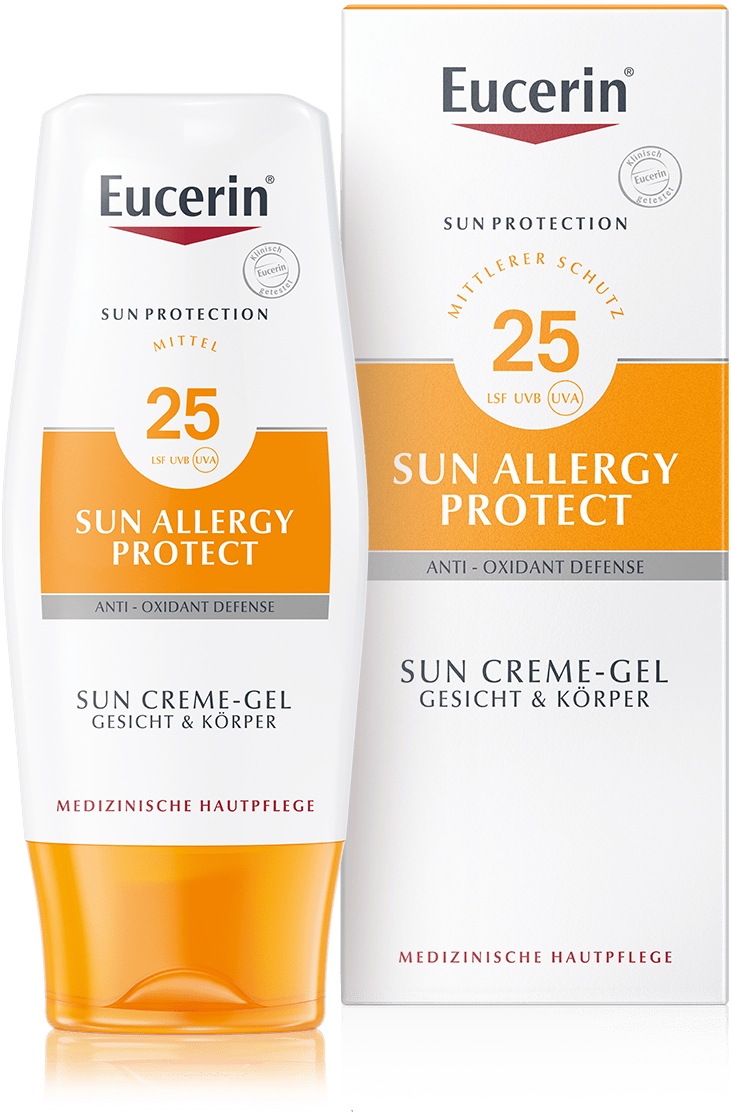 Eucerin®
Klinisch
Eucerin
getestet
SUN PROTECTION
MITTEL
25
LSF UVB UVA
SUN ALLERGY
PROTECT
ANTI - OXIDANT DEFENSE
SUN CREME-GEL
GESICHT & KÖRPER
MEDIZINISCHE HAUTPFLEGE
Eucerin®
Klinisch
Eucerin
getestet
SUN PROTECTION
MITTLERER SCHUTZ
25
LSF UVB UVA
SUN ALLERGY
PROTECT
ANTI - OXIDANT DEFENSE
SUN CREME-GEL
GESICHT & KÖRPER
MEDIZINISCHE HAUTPFLEGE